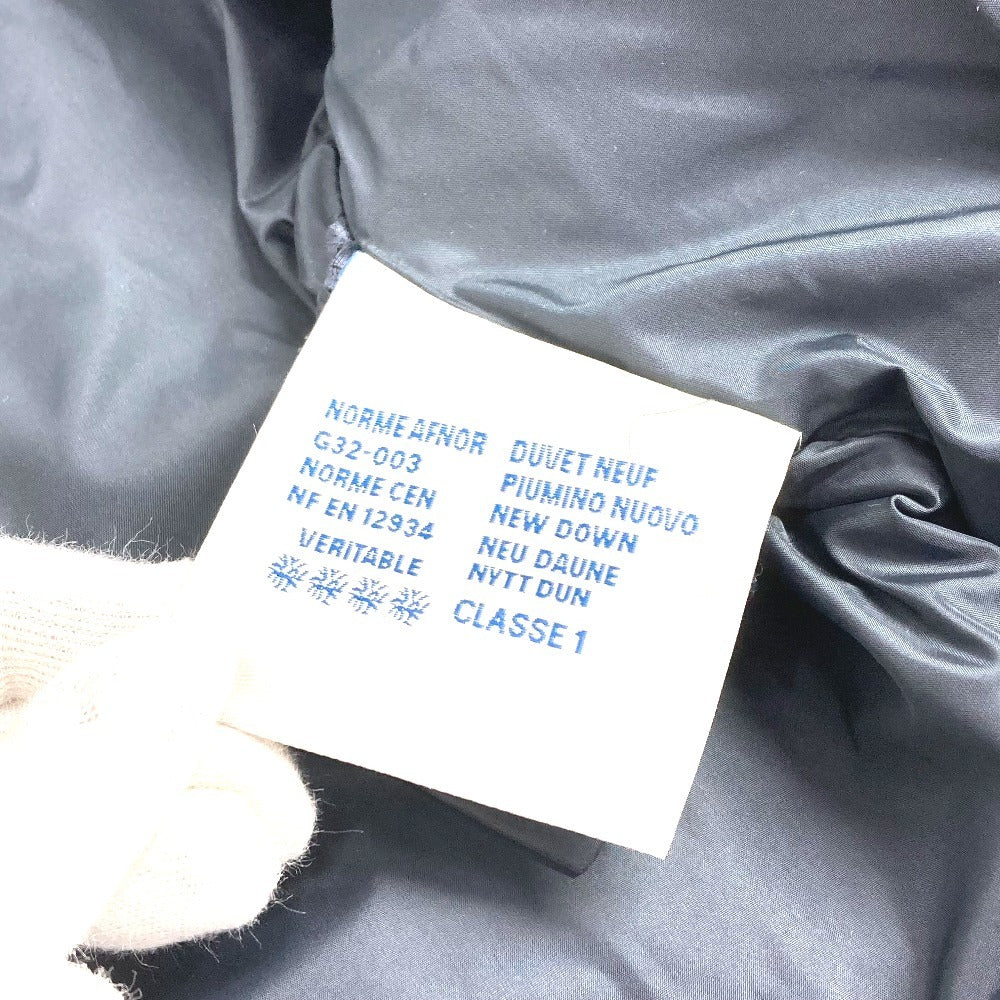 NORME AFNOR
G32-003
NORME CEN
NF EN 12934
VERITABLE
DUVET NEUF
PIUMINO NUOVO
NEW DOWN
NEU DAUNE
NYTT DUN
CLASSE 1